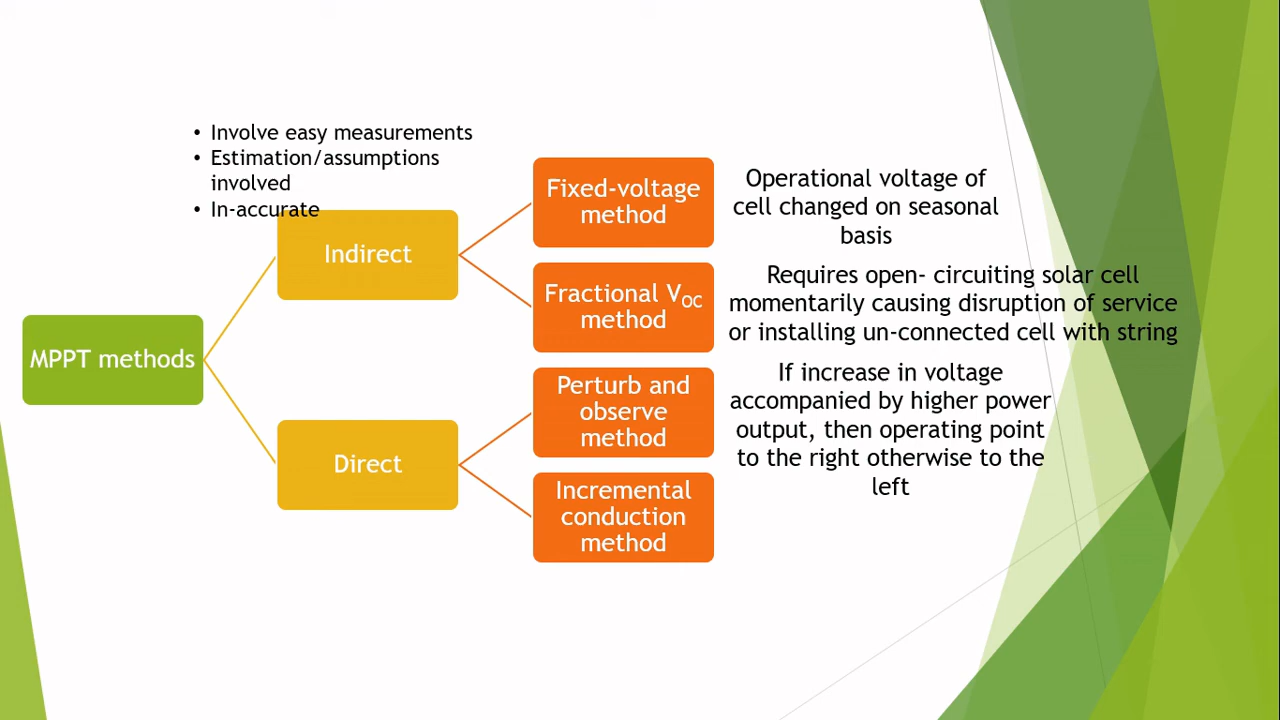 • Involve easy measurements
• Estimation/assumptions
involved
• In-accurate
MPPT methods
Indirect
Fixed-voltage
method
Operational voltage of
cell changed on seasonal
basis
Fractional VOC
method
Requires open- circuiting solar cell
momentarily causing disruption of service
or installing un-connected cell with string
Direct
Perturb and
observe
method
If increase in voltage
accompanied by higher power
output, then operating point
to the right otherwise to the
left
Incremental
conduction
method